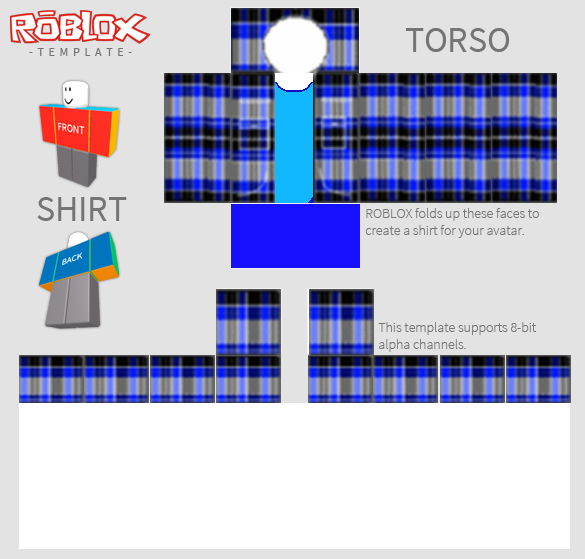 ROBLOX
-TEMPLATE-
TORSO
FRONT
SHIRT
ROBLOX folds up these faces to
create a shirt for your avatar.
BACK
This template supports 8-bit
alpha channels.